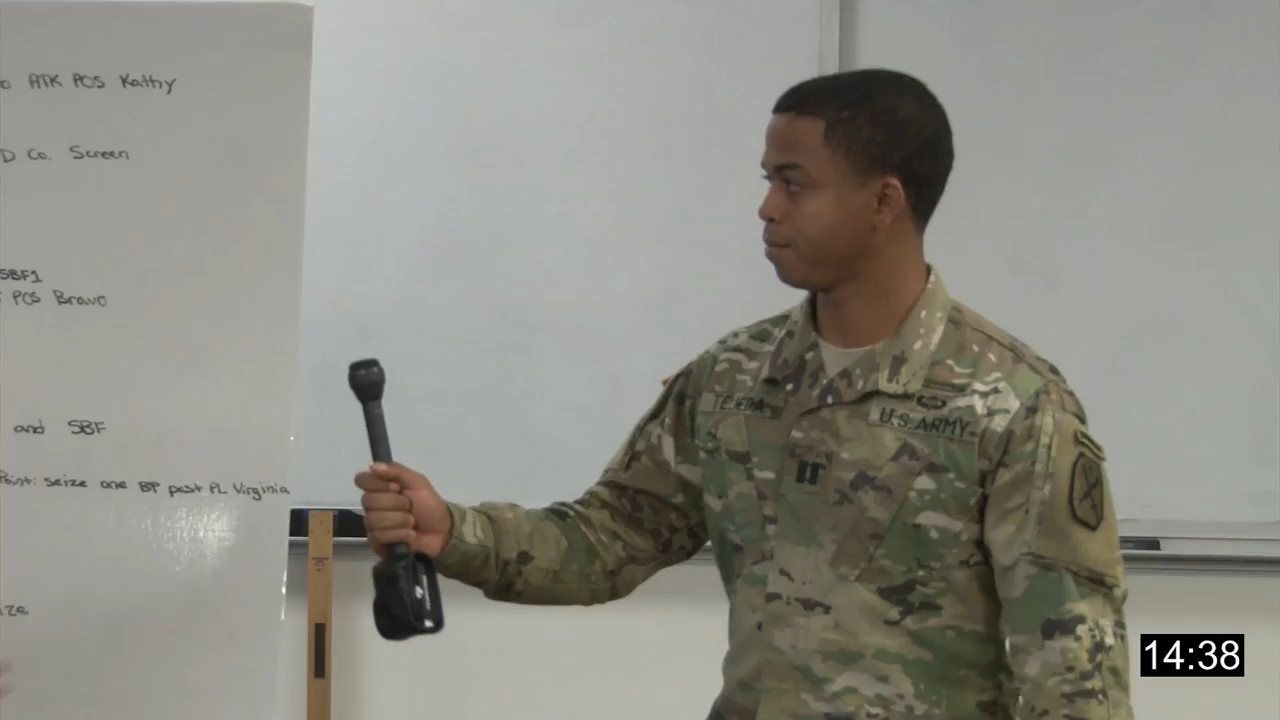 o ATK POS Kathy
D Co. Screen
SBF1
POS Bravo
and SBF
Point: seize one BP past PL Virginia
ize
TEJEDA
U.S. ARMY
14:38